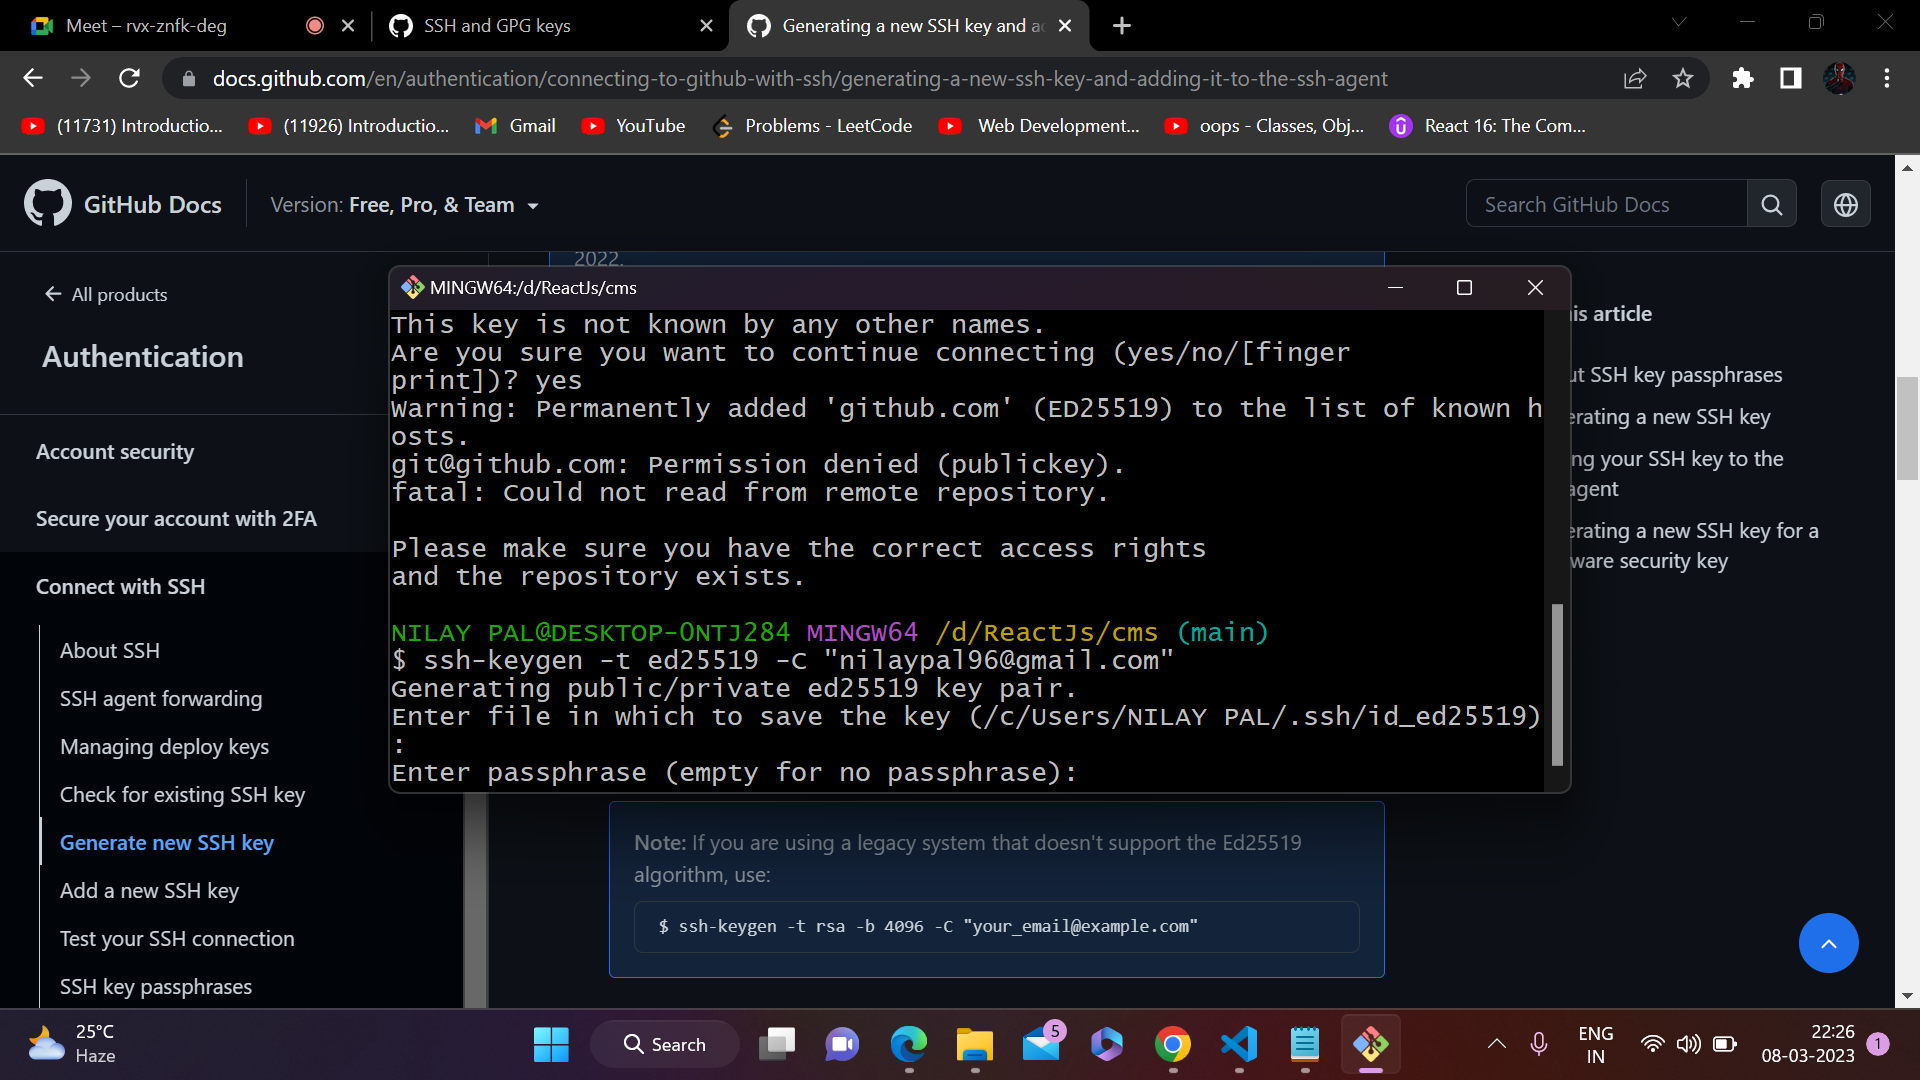 Meet – rvx-znfk-deg
SSH and GPG keys
Generating a new SSH key and a
docs.github.com/en/authentication/connecting-to-github-with-ssh/generating-a-new-ssh-key-and-adding-it-to-the-ssh-agent
(11731) Introductio...
(11926) Introductio...
Gmail
YouTube
Problems - LeetCode
Web Development...
oops - Classes, Obj...
React 16: The Com...
GitHub Docs
Version: Free, Pro, & Team
Search GitHub Docs
2022.
All products
Authentication
Account security
Secure your account with 2FA
Connect with SSH
About SSH
SSH agent forwarding
Managing deploy keys
Check for existing SSH key
Generate new SSH key
Add a new SSH key
Test your SSH connection
SSH key passphrases
MINGW64:/d/ReactJs/cms
This key is not known by any other names.
Are you sure you want to continue connecting (yes/no/[finger
print])? yes
Warning: Permanently added 'github.com' (ED25519) to the list of known h
osts.
git@github.com: Permission denied (publickey).
fatal: Could not read from remote repository.
Please make sure you have the correct access rights
and the repository exists.
NILAY PAL@DESKTOP-0NTJ284 MINGW64 /d/ReactJs/cms (main)
$ ssh-keygen -t ed25519 -C "nilaypal96@gmail.com"
Generating public/private ed25519 key pair.
Enter file in which to save the key (/c/Users/NILAY PAL/.ssh/id_ed25519)
:
Enter passphrase (empty for no passphrase):
is article
ut SSH key passphrases
erating a new SSH key
ng your SSH key to the
agent
erating a new SSH key for a
ware security key
Note: If you are using a legacy system that doesn't support the Ed25519
algorithm, use:
$ ssh-keygen -t rsa -b 4096 -C "your_email@example.com"
25°C
Haze
Search
5
ENG
IN
22:26
08-03-2023
1